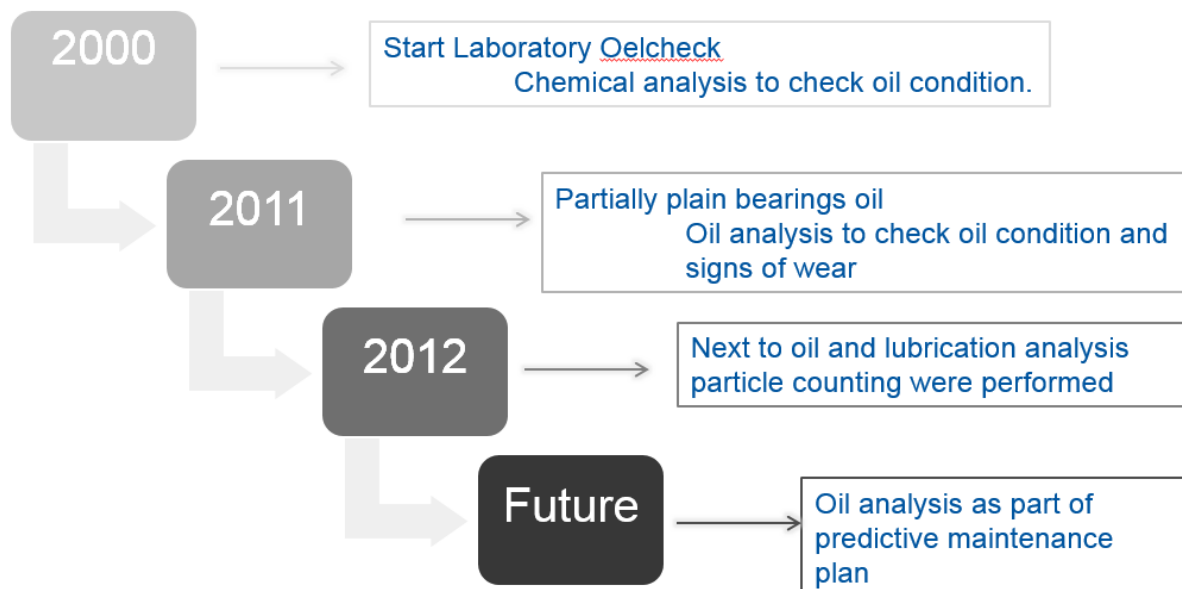 2000
Start Laboratory Oelcheck
Chemical analysis to check oil condition.
2011
Partially plain bearings oil
Oil analysis to check oil condition and
signs of wear
2012
Next to oil and lubrication analysis
particle counting were performed
Future
Oil analysis as part of
predictive maintenance
plan